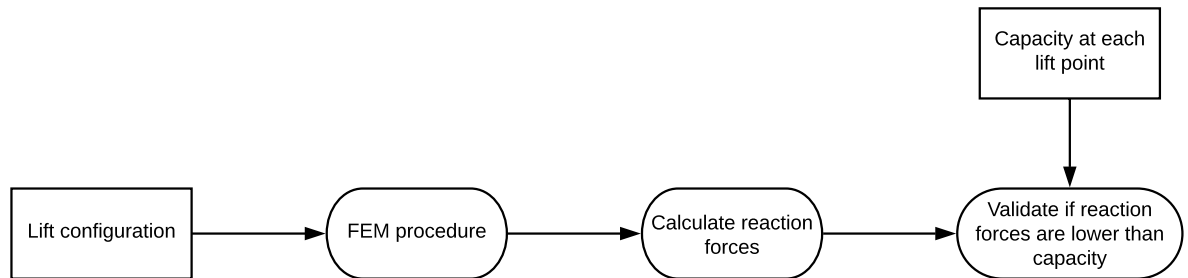 Capacity at each
lift point
Lift configuration
FEM procedure
Calculate reaction
forces
Validate if reaction
forces are lower than
capacity